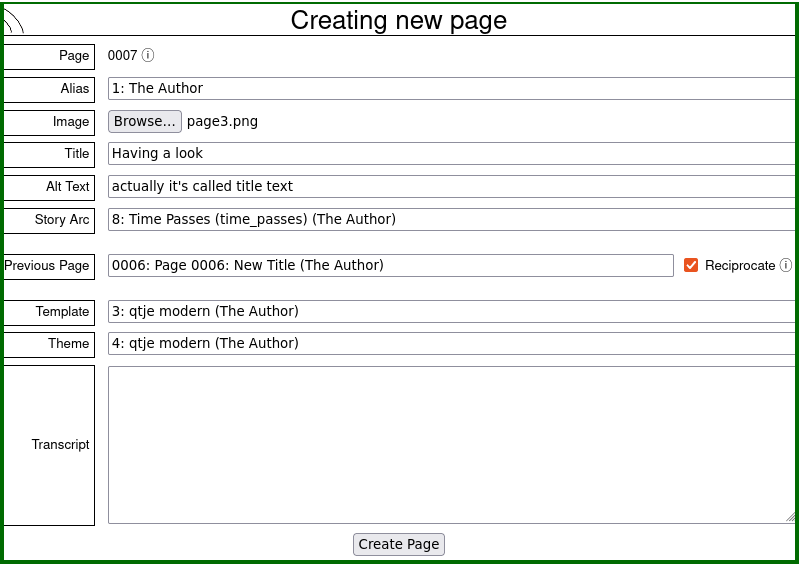 Creating new page
Page 0007 ⓘ
Alias 1: The Author
Image Browse... page3.png
Title Having a look
Alt Text actually it's called title text
Story Arc 8: Time Passes (time_passes) (The Author)
Previous Page 0006: Page 0006: New Title (The Author) Reciprocate ⓘ
Template 3: qtje modern (The Author)
Theme 4: qtje modern (The Author)
Transcript
Create Page